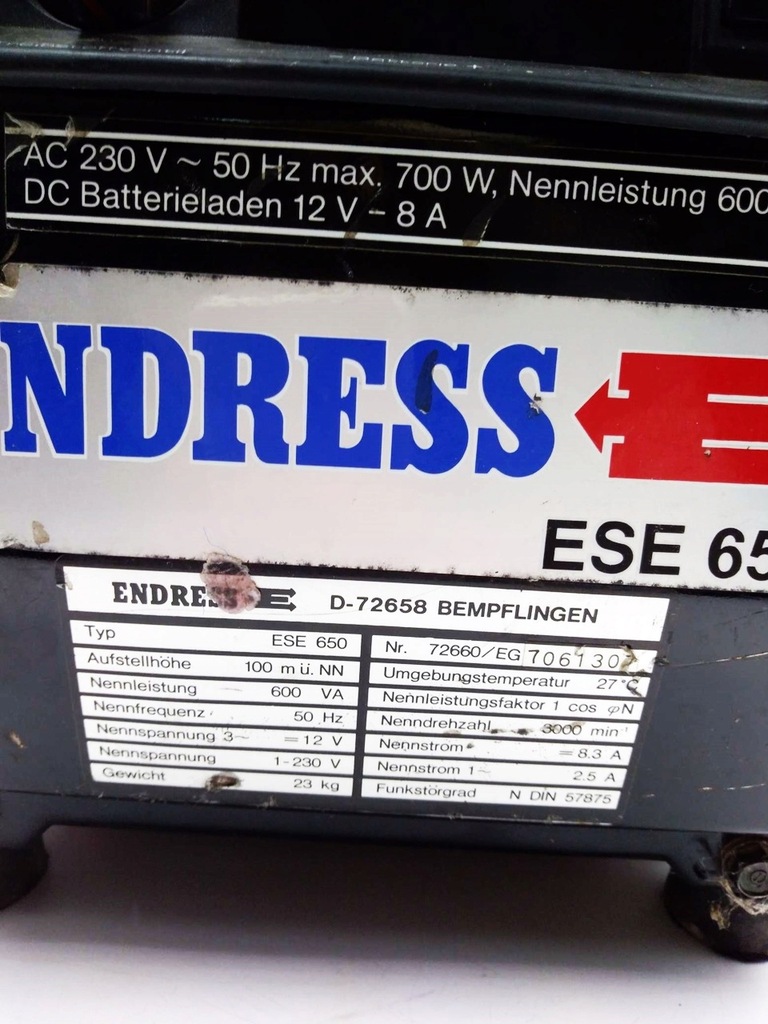 Batterie +
AC 230 V ~ 50 Hz max. 700 W, Nennleistung 600
DC Batterieladen 12 V – 8 A
NDRESS
ESE 65
ENDRESS D-72658 BEMPFLINGEN
Typ ESE 650
Aufstellhöhe 100 m ü. NN
Nennleistung 600 VA
Nennfrequenz 50 Hz
Nennspannung 3~ = 12 V
Nennspannung 1-230 V
Gewicht 23 kg
Nr. 72660/EG 706130
Umgebungstemperatur 27°C
Nennleistungsfaktor 1 cos φN
Nenndrehzahl 3000 min⁻¹
Nennstrom = 8.3 A
Nennstrom 1~ 2.5 A
Funkstörgrad N DIN 57875